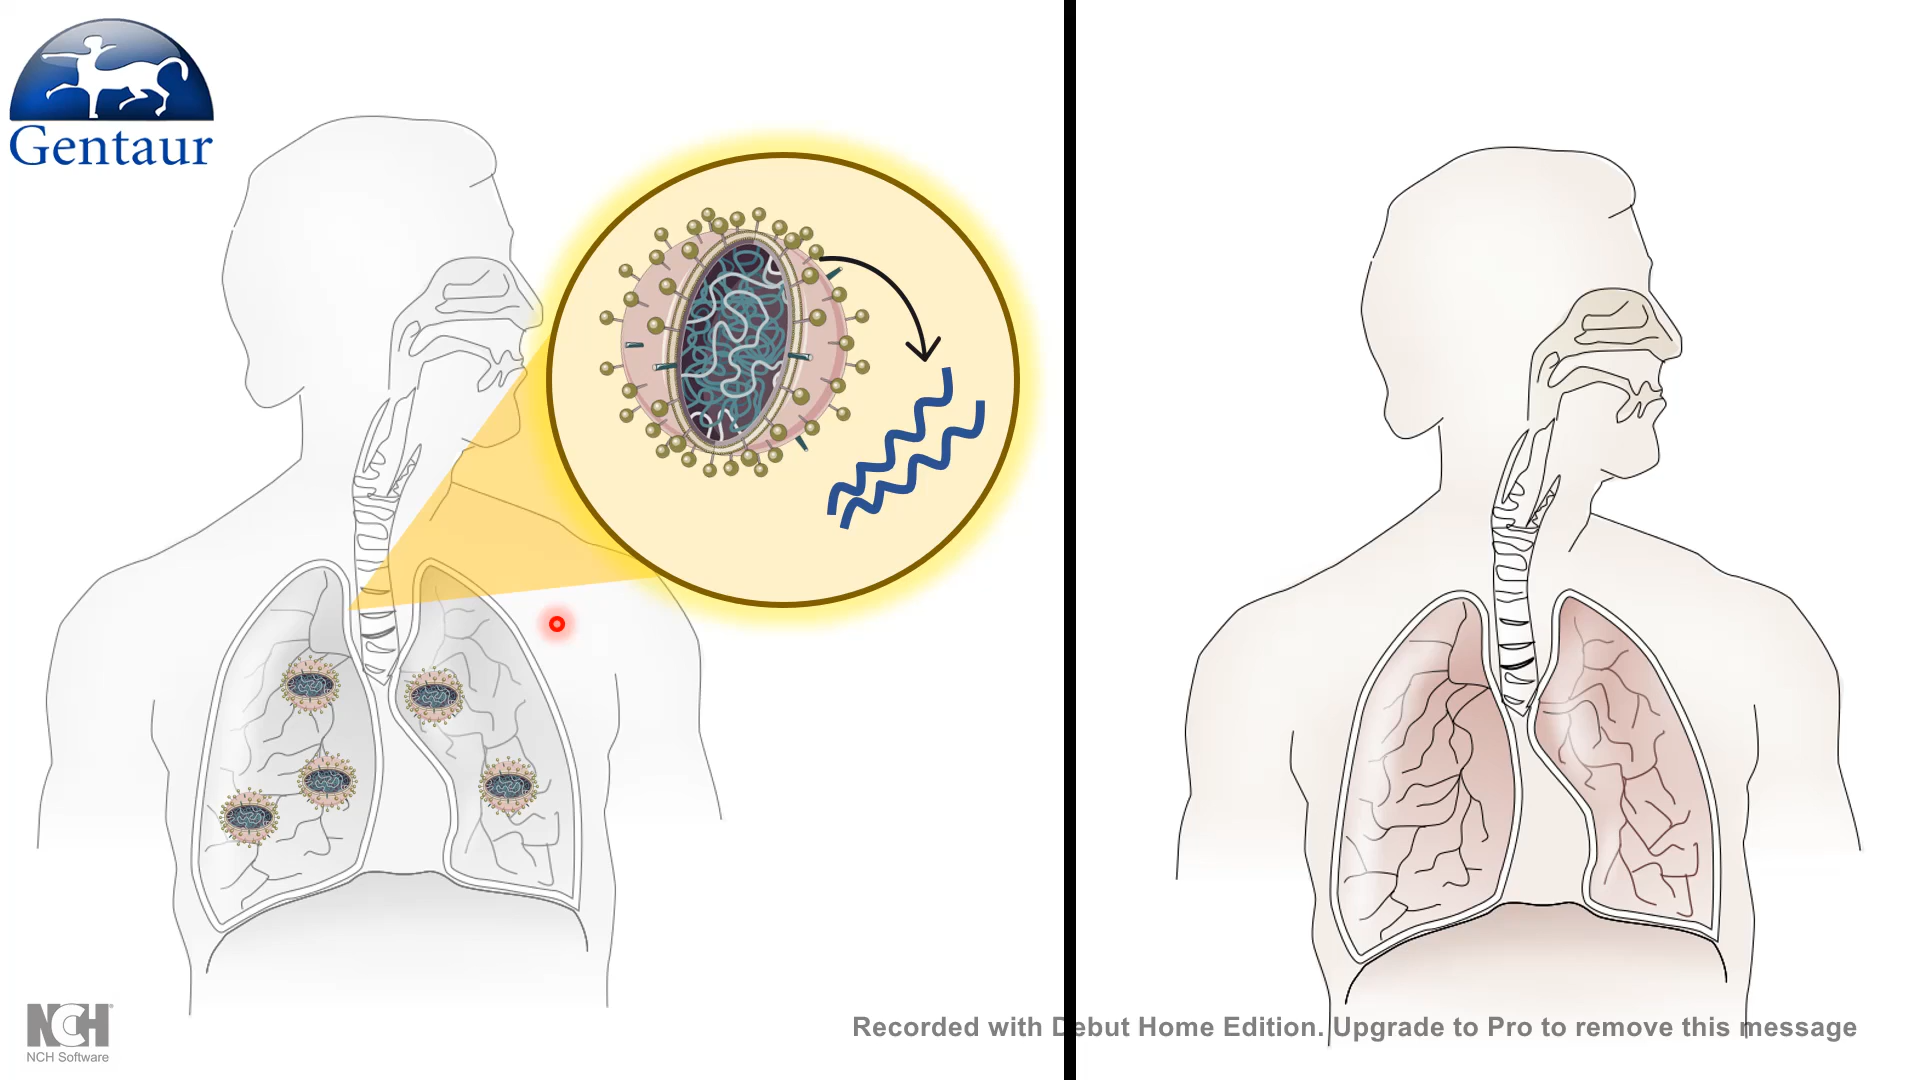 Gentaur
NCH
NCH Software
Recorded with Debut Home Edition. Upgrade to Pro to remove this message